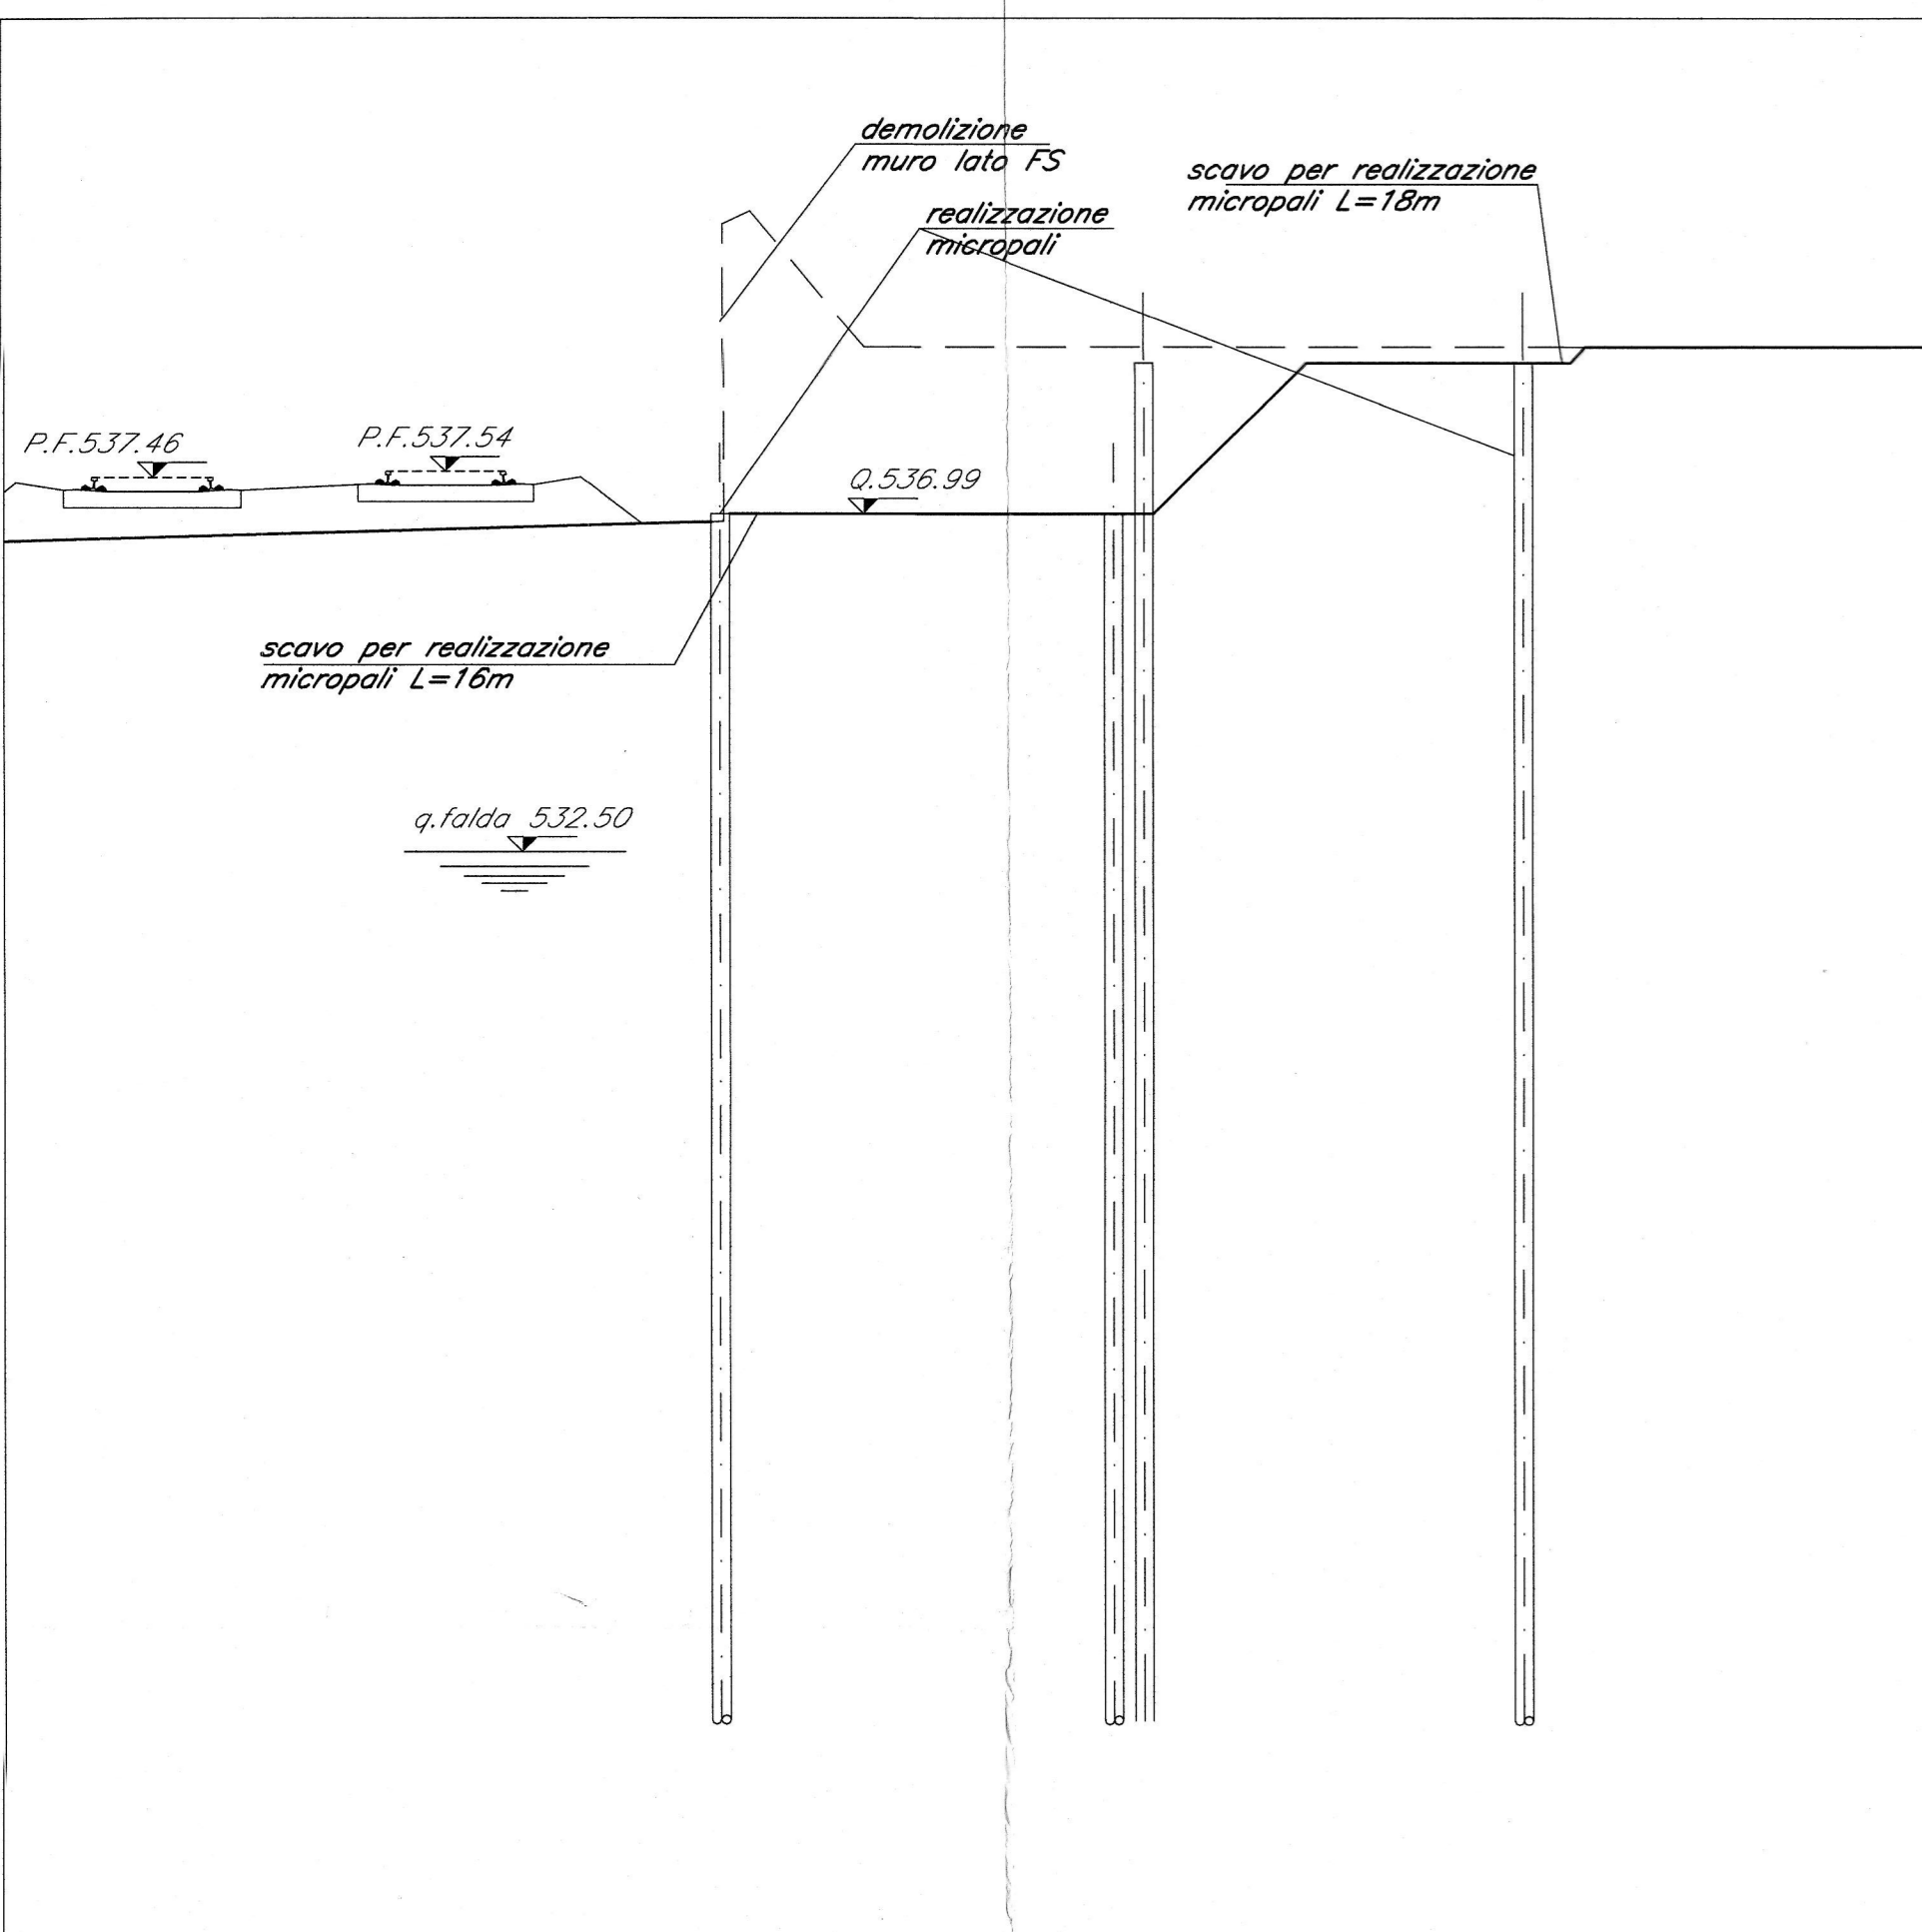 demolizione
muro lato FS
scavo per realizzazione
micropali L=18m
realizzazione
micropali
P.F.537.46
P.F.537.54
Q.536.99
scavo per realizzazione
micropali L=16m
q.falda 532.50